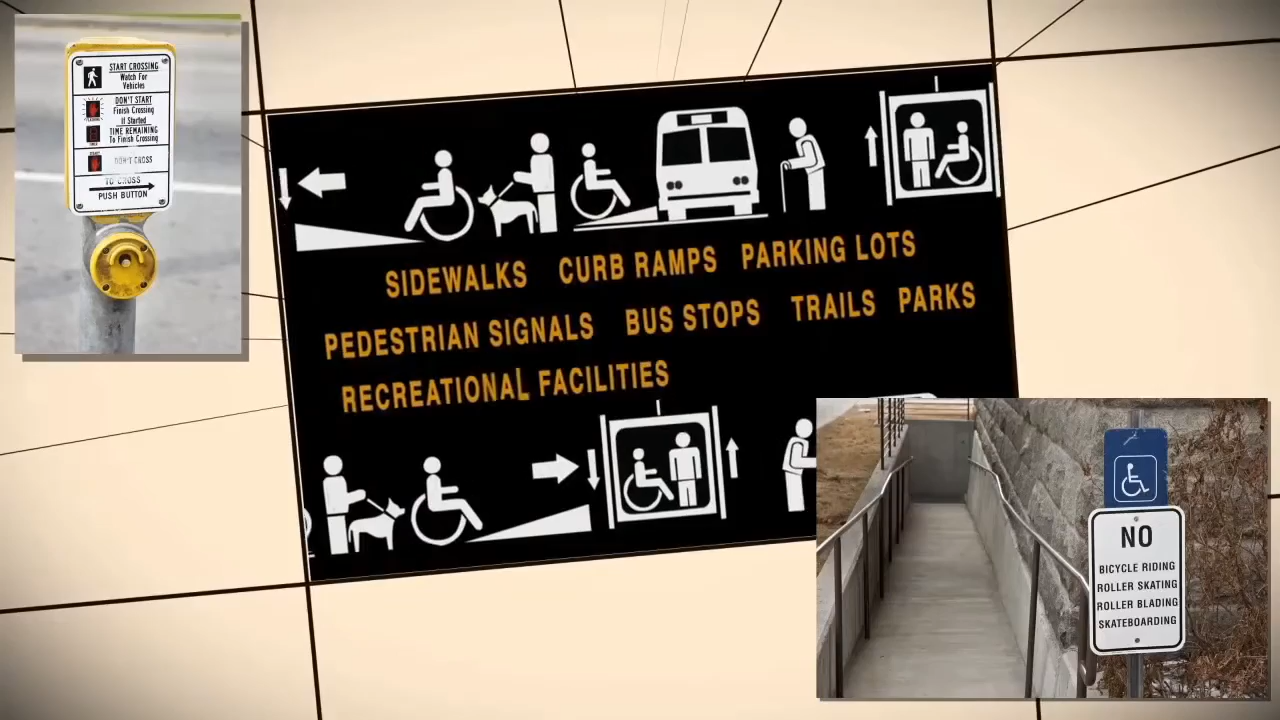 START CROSSING
Watch For
Vehicles
DON'T START
Finish Crossing
If Started
TIME REMAINING
To Finish Crossing
DON'T CROSS
TO CROSS
PUSH BUTTON
SIDEWALKS CURB RAMPS PARKING LOTS
PEDESTRIAN SIGNALS BUS STOPS TRAILS PARKS
RECREATIONAL FACILITIES
NO
BICYCLE RIDING
ROLLER SKATING
ROLLER BLADING
SKATEBOARDING